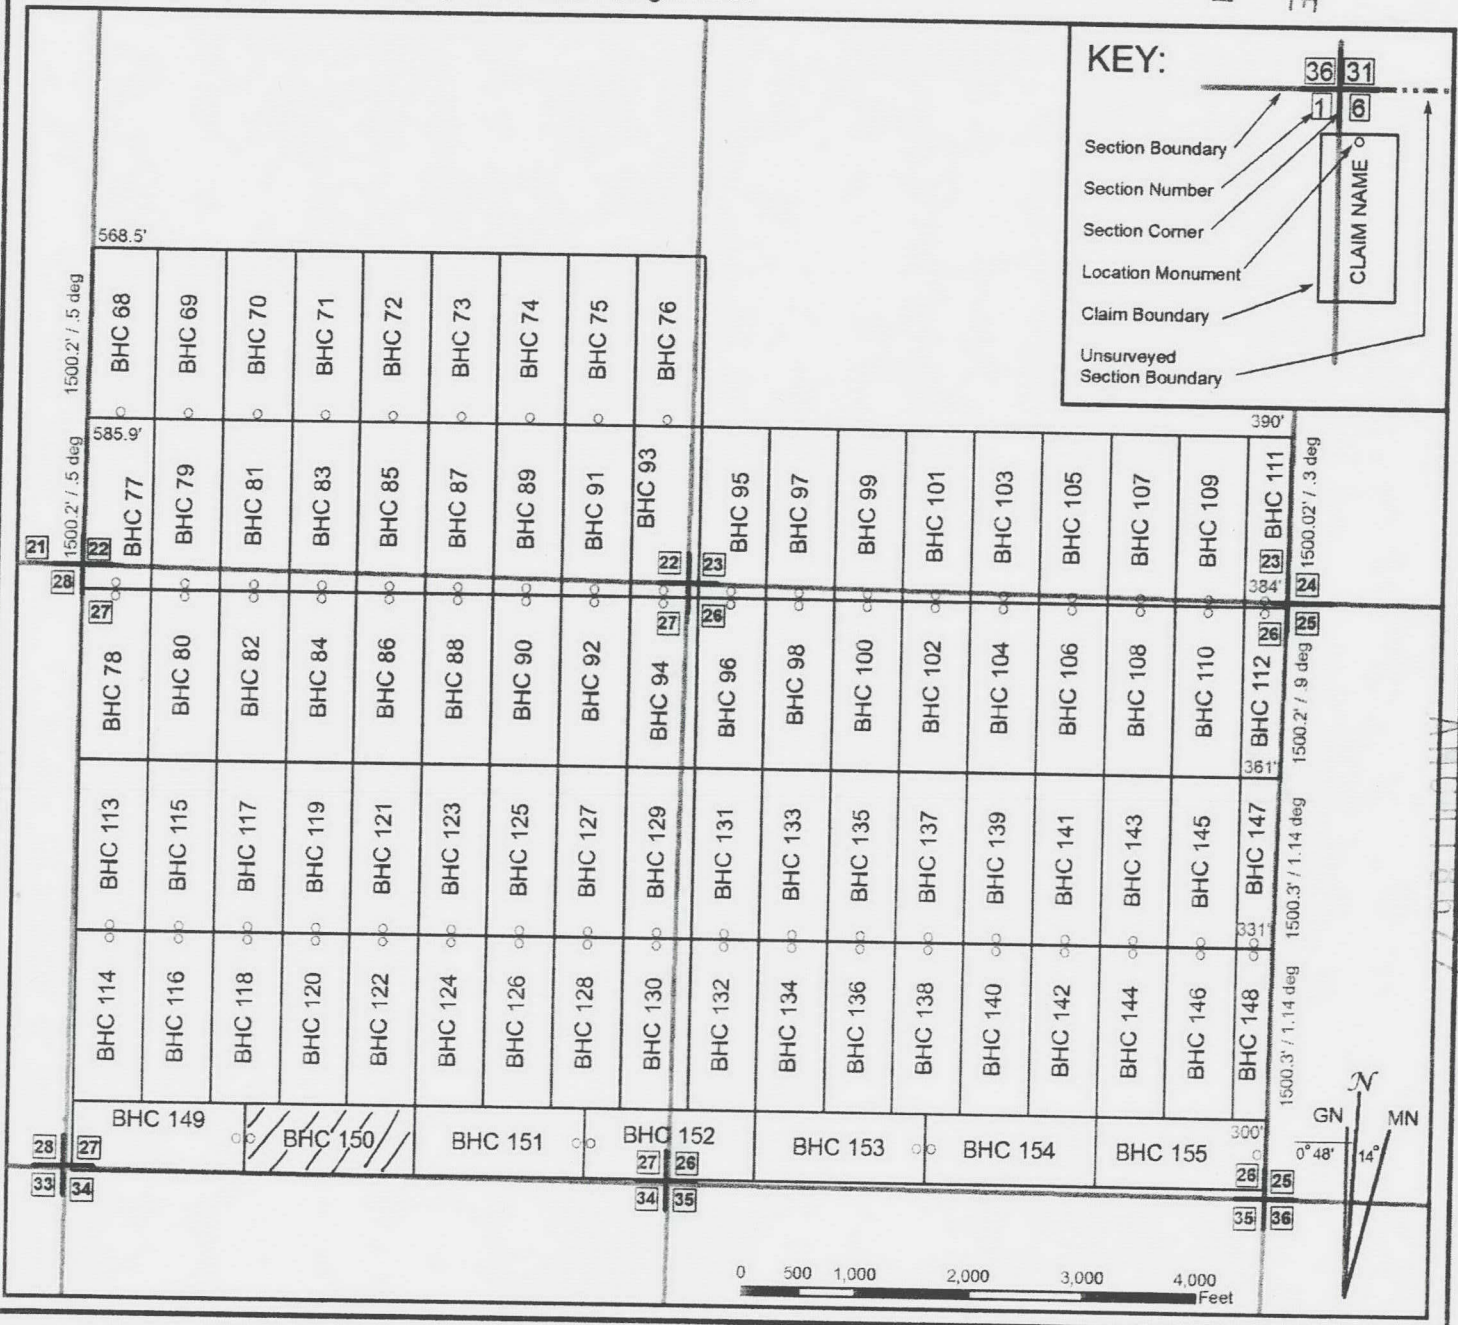 KEY:
36 31
1 6
Section Boundary
Section Number
Section Corner
Location Monument
Claim Boundary
Unsurveyed
Section Boundary
CLAIM NAME
568.5'
1500.2' / .5 deg
BHC 68 BHC 69 BHC 70 BHC 71 BHC 72 BHC 73 BHC 74 BHC 75 BHC 76
585.9'
390'
1500.2' / .5 deg
BHC 77 BHC 79 BHC 81 BHC 83 BHC 85 BHC 87 BHC 89 BHC 91 BHC 93 BHC 95 BHC 97 BHC 99 BHC 101 BHC 103 BHC 105 BHC 107 BHC 109 BHC 111
1500.02' / .3 deg
21 22 22 23 23 24
384'
28 27 27 26 26 25
BHC 78 BHC 80 BHC 82 BHC 84 BHC 86 BHC 88 BHC 90 BHC 92 BHC 94 BHC 96 BHC 98 BHC 100 BHC 102 BHC 104 BHC 106 BHC 108 BHC 110 BHC 112
1500.2' / .9 deg
361'
BHC 113 BHC 115 BHC 117 BHC 119 BHC 121 BHC 123 BHC 125 BHC 127 BHC 129 BHC 131 BHC 133 BHC 135 BHC 137 BHC 139 BHC 141 BHC 143 BHC 145 BHC 147
1500.3' / 1.14 deg
331'
BHC 114 BHC 116 BHC 118 BHC 120 BHC 122 BHC 124 BHC 126 BHC 128 BHC 130 BHC 132 BHC 134 BHC 136 BHC 138 BHC 140 BHC 142 BHC 144 BHC 146 BHC 148
1500.3' / 1.14 deg
BHC 149 BHC 150 BHC 151 BHC 152 BHC 153 BHC 154 BHC 155
300'
28 27 27 26 26 25
33 34 34 35 35 36
N
GN MN
0° 48' 14°
0 500 1,000 2,000 3,000 4,000
Feet